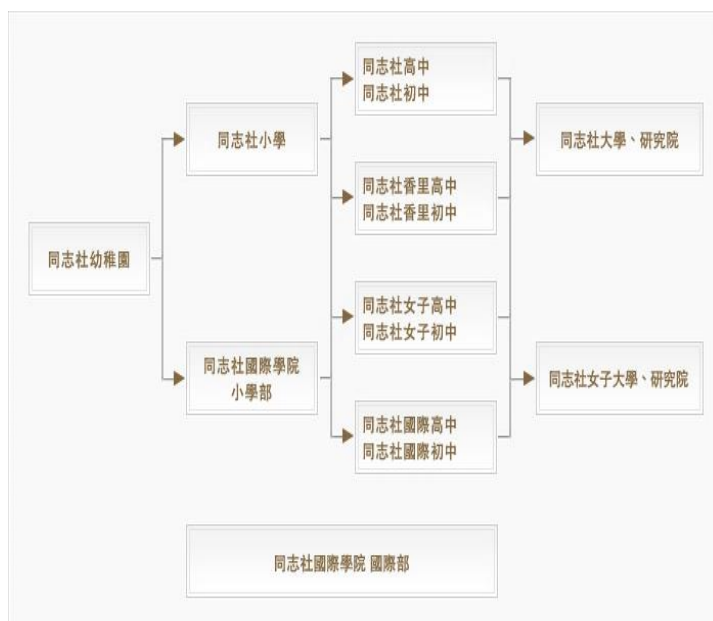 同志社幼稚園
同志社小學
同志社國際學院
小學部
同志社高中
同志社初中
同志社香里高中
同志社香里初中
同志社女子高中
同志社女子初中
同志社國際高中
同志社國際初中
同志社大學、研究院
同志社女子大學、研究院
同志社國際學院 國際部